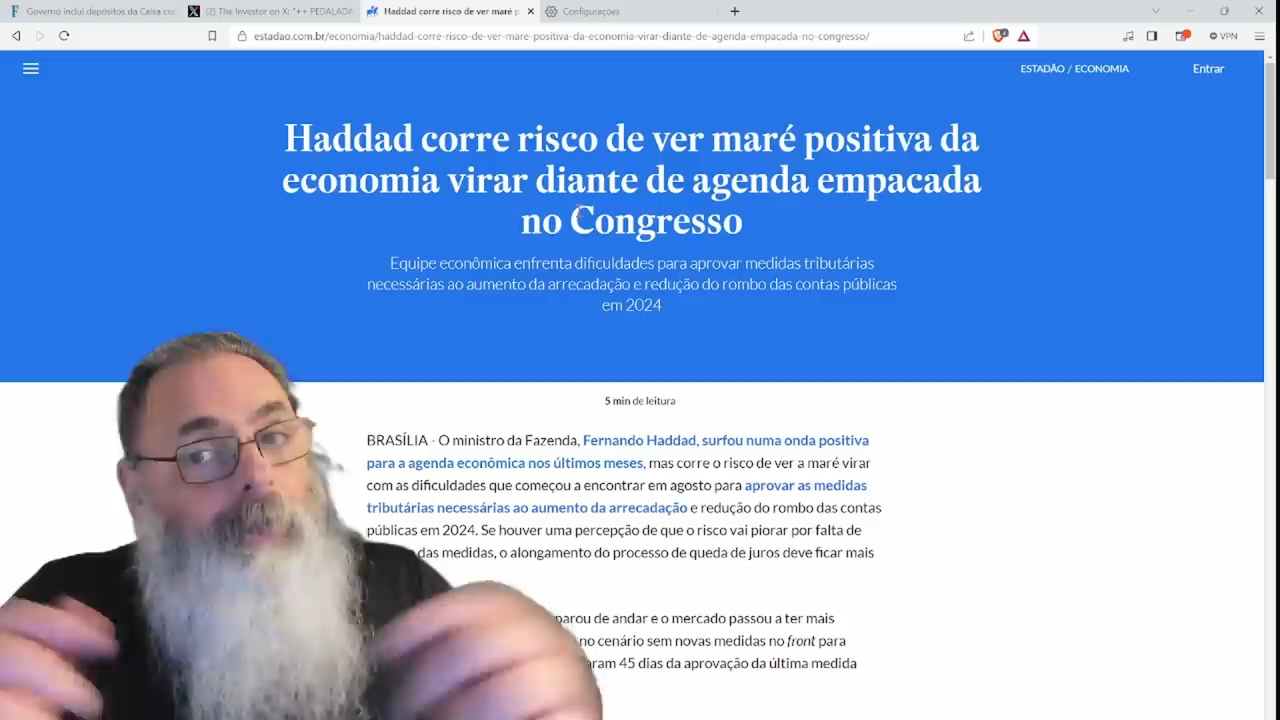 Governo inclui depósitos da Caixa co
(2) The Investor on X: "++ PEDALADA
Haddad corre risco de ver maré p
Configurações
estadao.com.br/economia/haddad-corre-risco-de-ver-mare-positiva-da-economia-virar-diante-de-agenda-empacada-no-congresso/
VPN
ESTADÃO / ECONOMIA
Entrar
Haddad corre risco de ver maré positiva da
economia virar diante de agenda empacada
no Congresso
Equipe econômica enfrenta dificuldades para aprovar medidas tributárias
necessárias ao aumento da arrecadação e redução do rombo das contas públicas
em 2024
5 min de leitura
BRASÍLIA - O ministro da Fazenda, Fernando Haddad, surfou numa onda positiva
para a agenda econômica nos últimos meses, mas corre o risco de ver a maré virar
com as dificuldades que começou a encontrar em agosto para aprovar as medidas
tributárias necessárias ao aumento da arrecadação e redução do rombo das contas
públicas em 2024. Se houver uma percepção de que o risco vai piorar por falta de
das medidas, o alongamento do processo de queda de juros deve ficar mais
parou de andar e o mercado passou a ter mais
no cenário sem novas medidas no front para
45 dias da aprovação da última medida